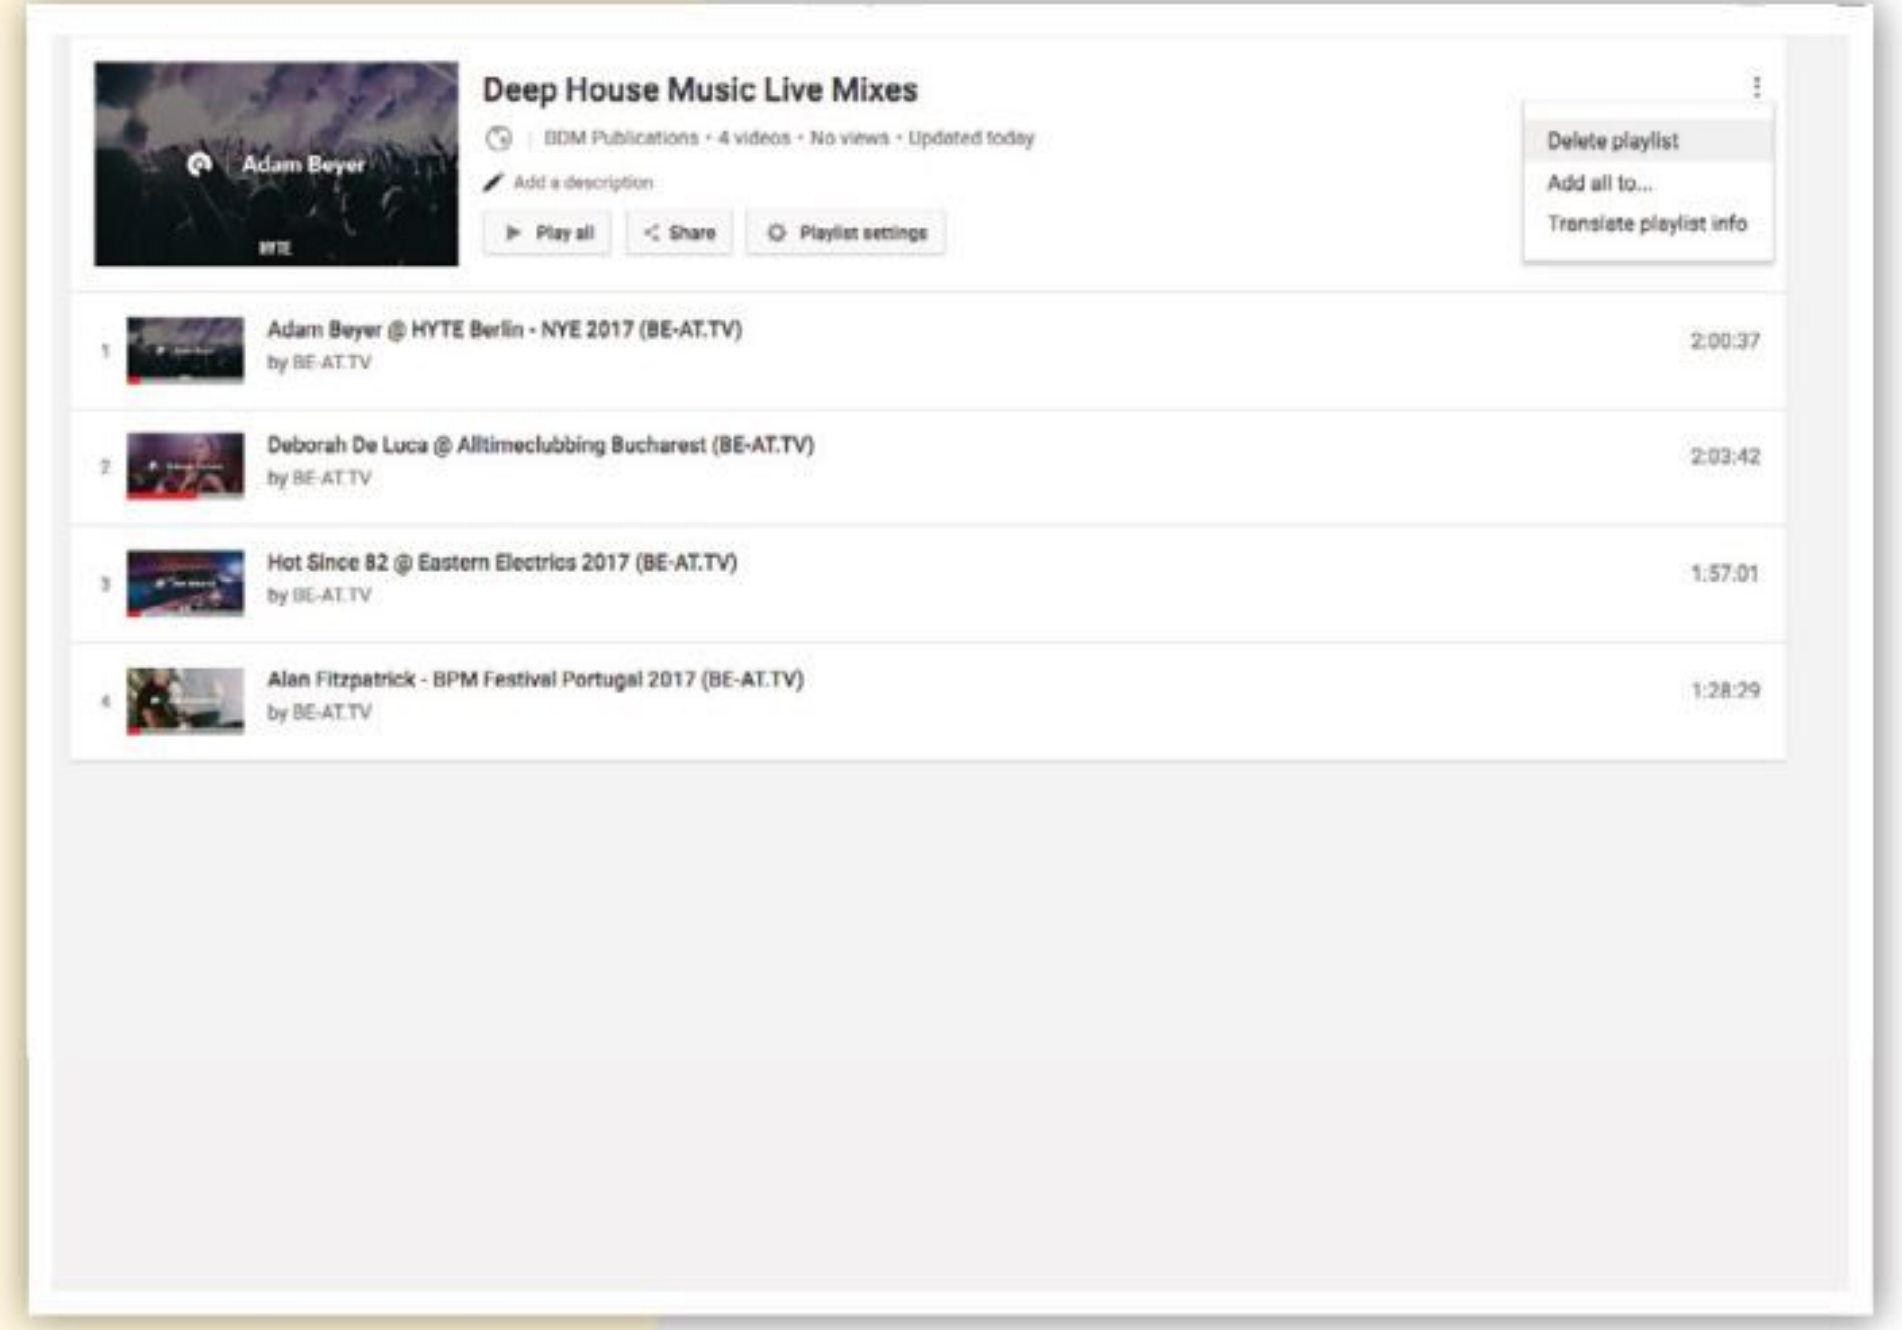 Adam Beyer
HYTE
Deep House Music Live Mixes
BDM Publications • 4 videos • No views • Updated today
Add a description
Play all
Share
Playlist settings
Delete playlist
Add all to...
Translate playlist info
1
Adam Beyer @ HYTE Berlin - NYE 2017 (BE-AT.TV)
by BE-AT.TV
2:00:37
2
Deborah De Luca @ Alltimeclubbing Bucharest (BE-AT.TV)
by BE-AT.TV
2:03:42
3
Hot Since 82 @ Eastern Electrics 2017 (BE-AT.TV)
by BE-AT.TV
1:57:01
4
Alan Fitzpatrick - BPM Festival Portugal 2017 (BE-AT.TV)
by BE-AT.TV
1:28:29